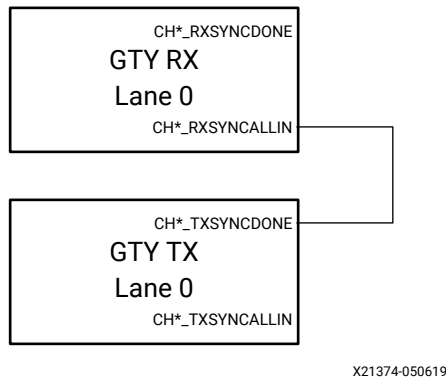 CH*_RXSYNCDONE
GTY RX
Lane 0
CH*_RXSYNCALLIN
CH*_TXSYNCDONE
GTY TX
Lane 0
CH*_TXSYNCALLIN
X21374-050619